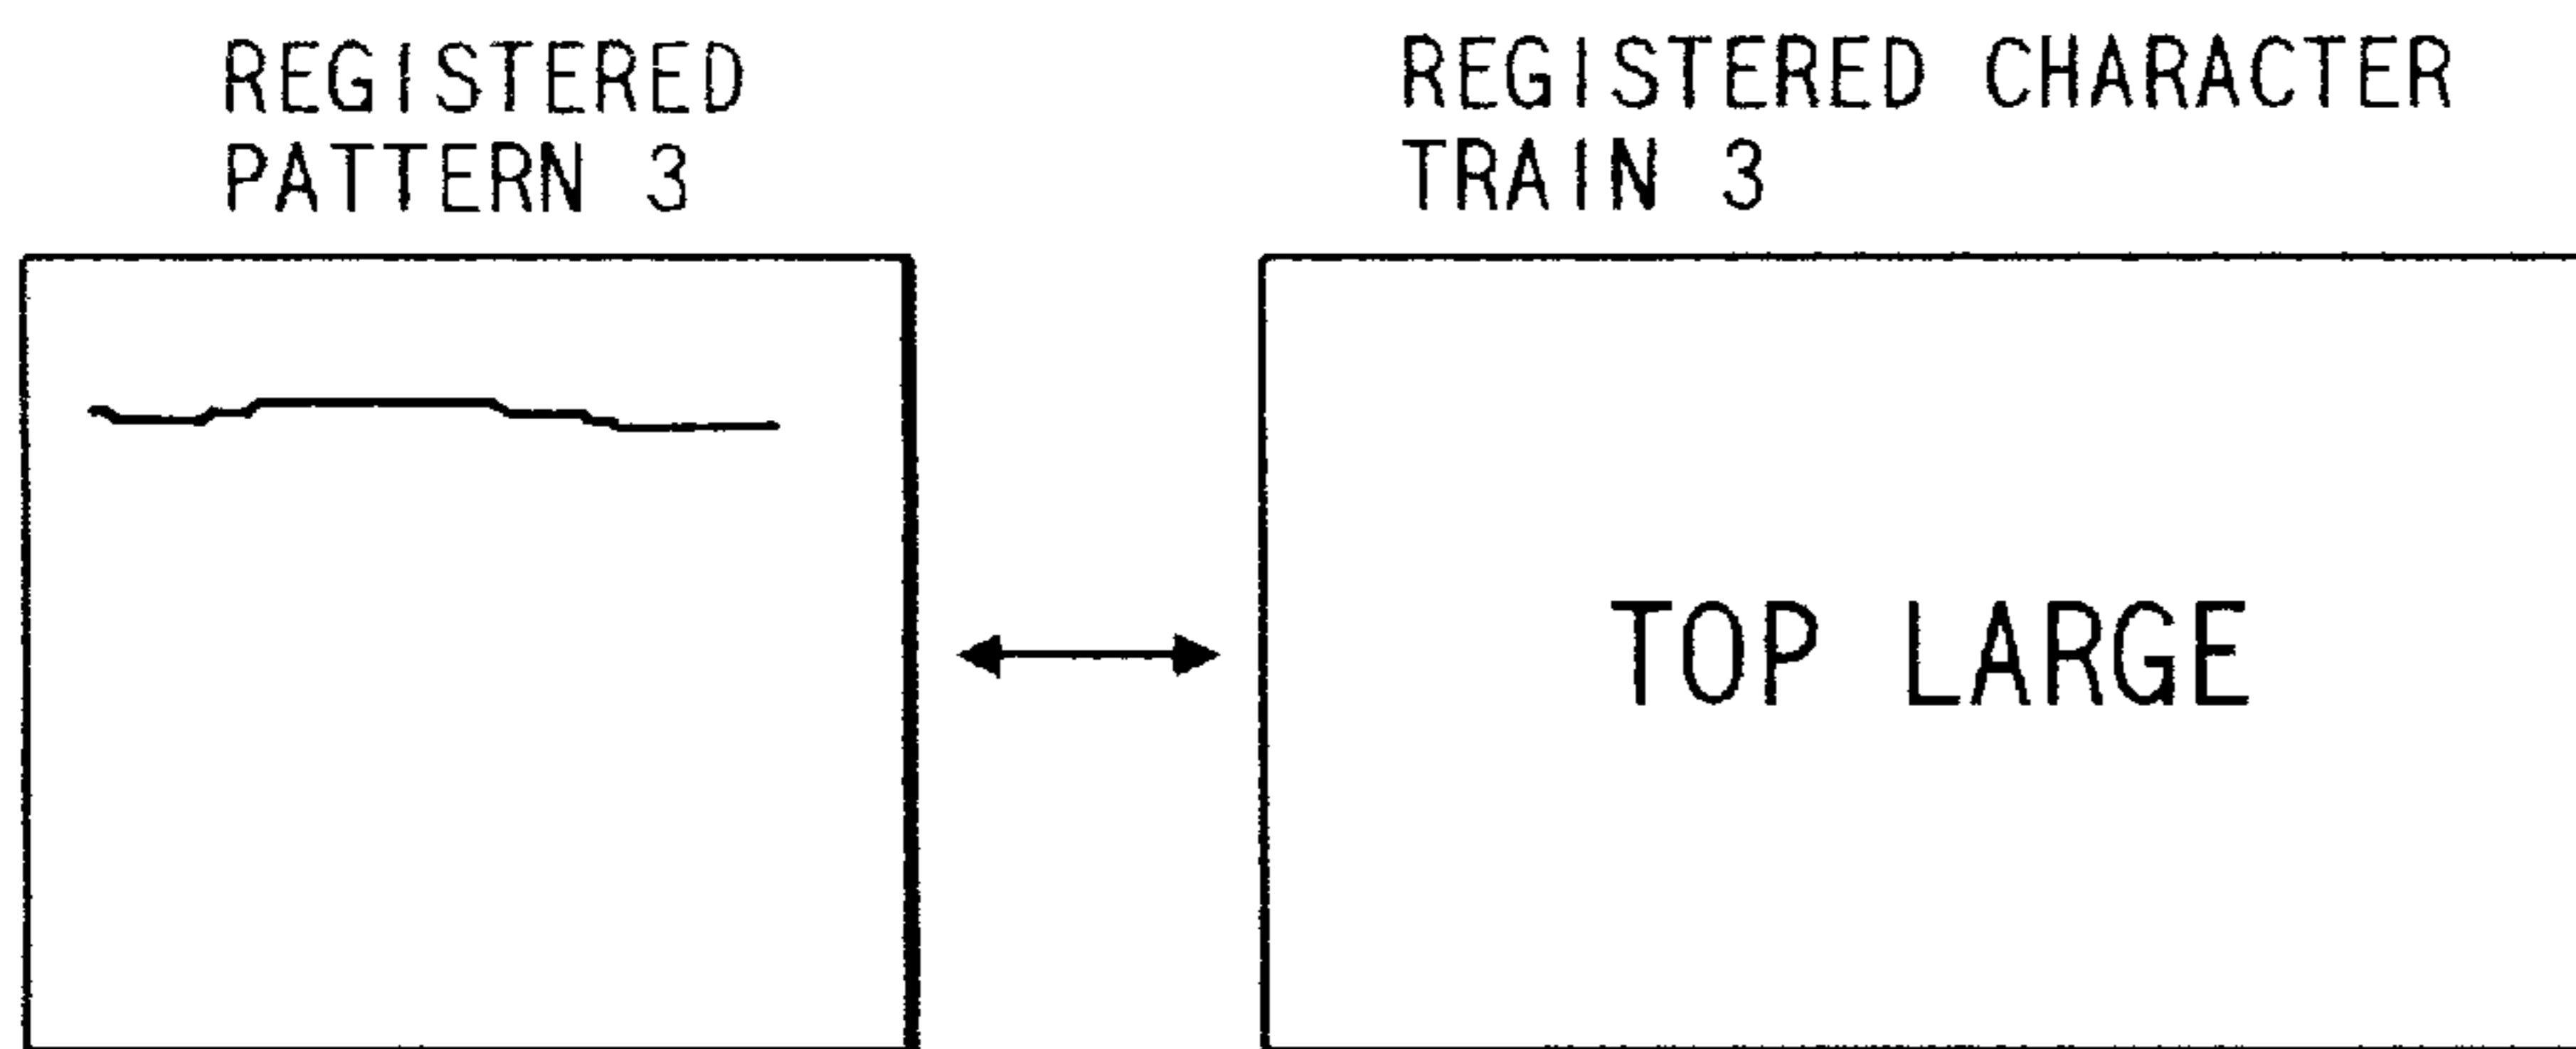 REGISTERED
PATTERN 3
REGISTERED CHARACTER
TRAIN 3
TOP LARGE